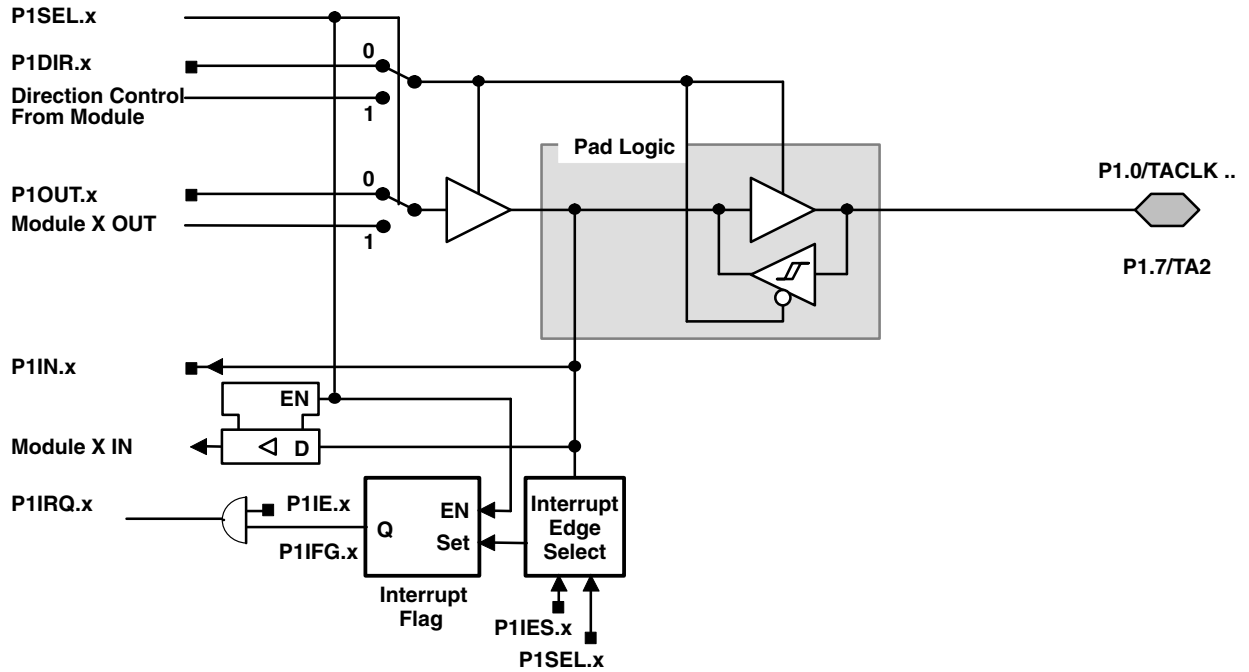 P1SEL.x
P1DIR.x
0
Direction Control
From Module
1
Pad Logic
P1OUT.x
0
Module X OUT
1
P1.0/TACLK ..
P1.7/TA2
P1IN.x
EN
Module X IN
D
P1IRQ.x
P1IE.x
P1IFG.x
Q
EN
Set
Interrupt
Flag
Interrupt
Edge
Select
P1IES.x
P1SEL.x